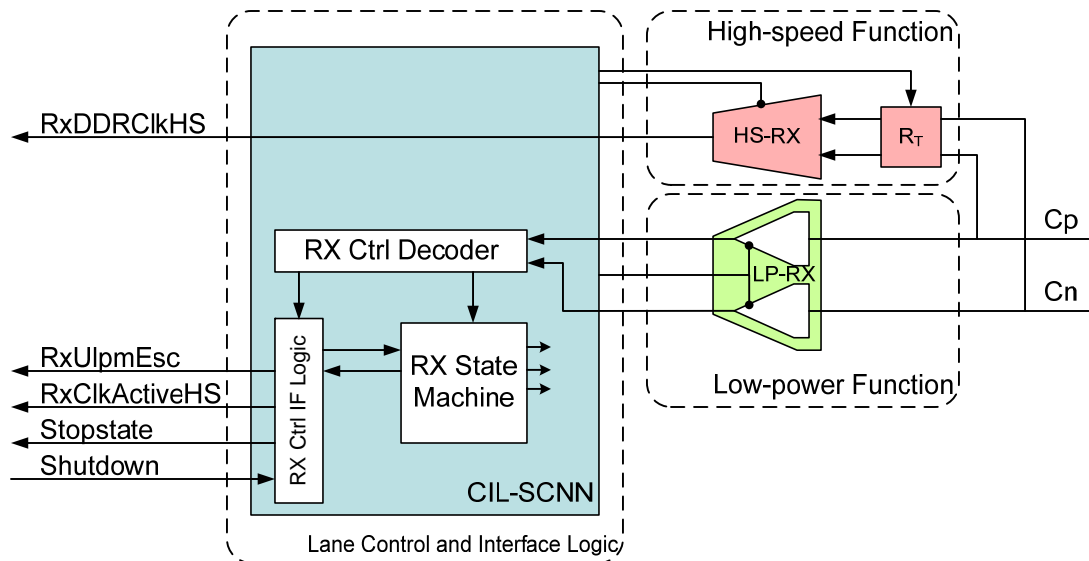 High-speed Function
RxDDRClkHS
HS-RX
RT
Cp
RX Ctrl Decoder
LP-RX
Cn
RxUlpmEsc
RxClkActiveHS
Stopstate
Shutdown
RX Ctrl IF Logic
RX State
Machine
Low-power Function
CIL-SCNN
Lane Control and Interface Logic